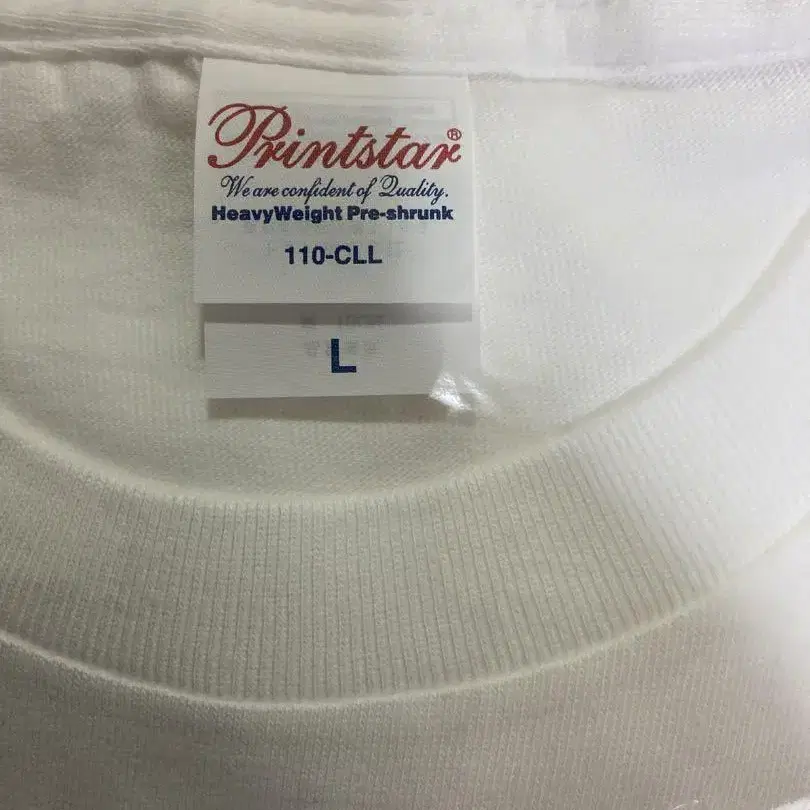 Printstar®
We are confident of Quality.
HeavyWeight Pre-shrunk
110-CLL
L